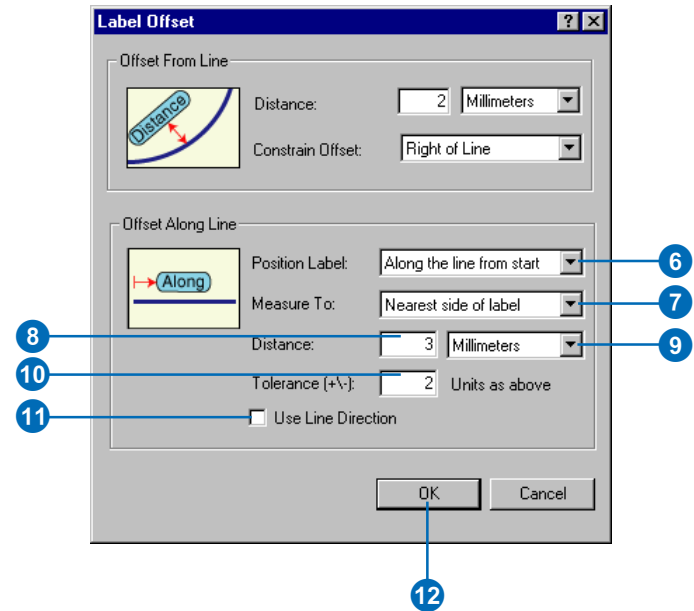 Label Offset
Offset From Line
Distance
Distance: 2 Millimeters
Constrain Offset: Right of Line
Offset Along Line
Along
Position Label: Along the line from start 6
Measure To: Nearest side of label 7
8 Distance: 3 Millimeters 9
10 Tolerance (+\-): 2 Units as above
11 Use Line Direction
OK Cancel
12